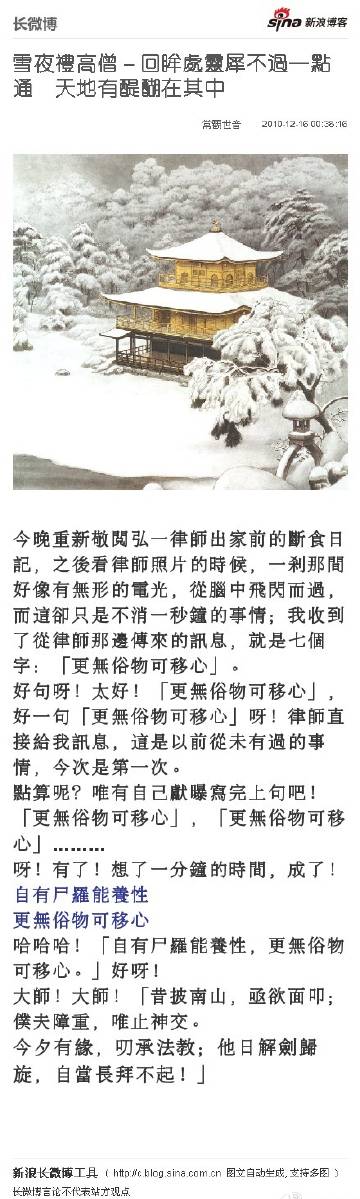 长微博
sina 新浪博客
雪夜禮高僧－回眸處靈犀不過一點
通　天地有醍醐在其中
常觀世音　2010-12-16 00:38:16
今晚重新敬閱弘一律師出家前的斷食日
記，之後看律師照片的時候，一剎那間
好像有無形的電光，從腦中飛閃而過，
而這卻只是不消一秒鐘的事情；我收到
了從律師那邊傳來的訊息，就是七個
字：「更無俗物可移心」。
好句呀！太好！「更無俗物可移心」，
好一句「更無俗物可移心」呀！律師直
接給我訊息，這是以前從未有過的事
情，今次是第一次。
點算呢？唯有自己獻曝寫完上句吧！
「更無俗物可移心」，「更無俗物可移
心」………
呀！有了！想了一分鐘的時間，成了！
自有尸羅能養性
更無俗物可移心
哈哈哈！「自有尸羅能養性，更無俗物
可移心。」好呀！
大師！大師！「昔披南山，亟欲面叩；
僕夫障重，唯止神交。
今夕有緣，叨承法教；他日解劍歸
旋，自當長拜不起！」
新浪长微博工具（ http://c.blog.sina.com.cn 图文自动生成, 支持多图 ）
长微博言论不代表站方观点